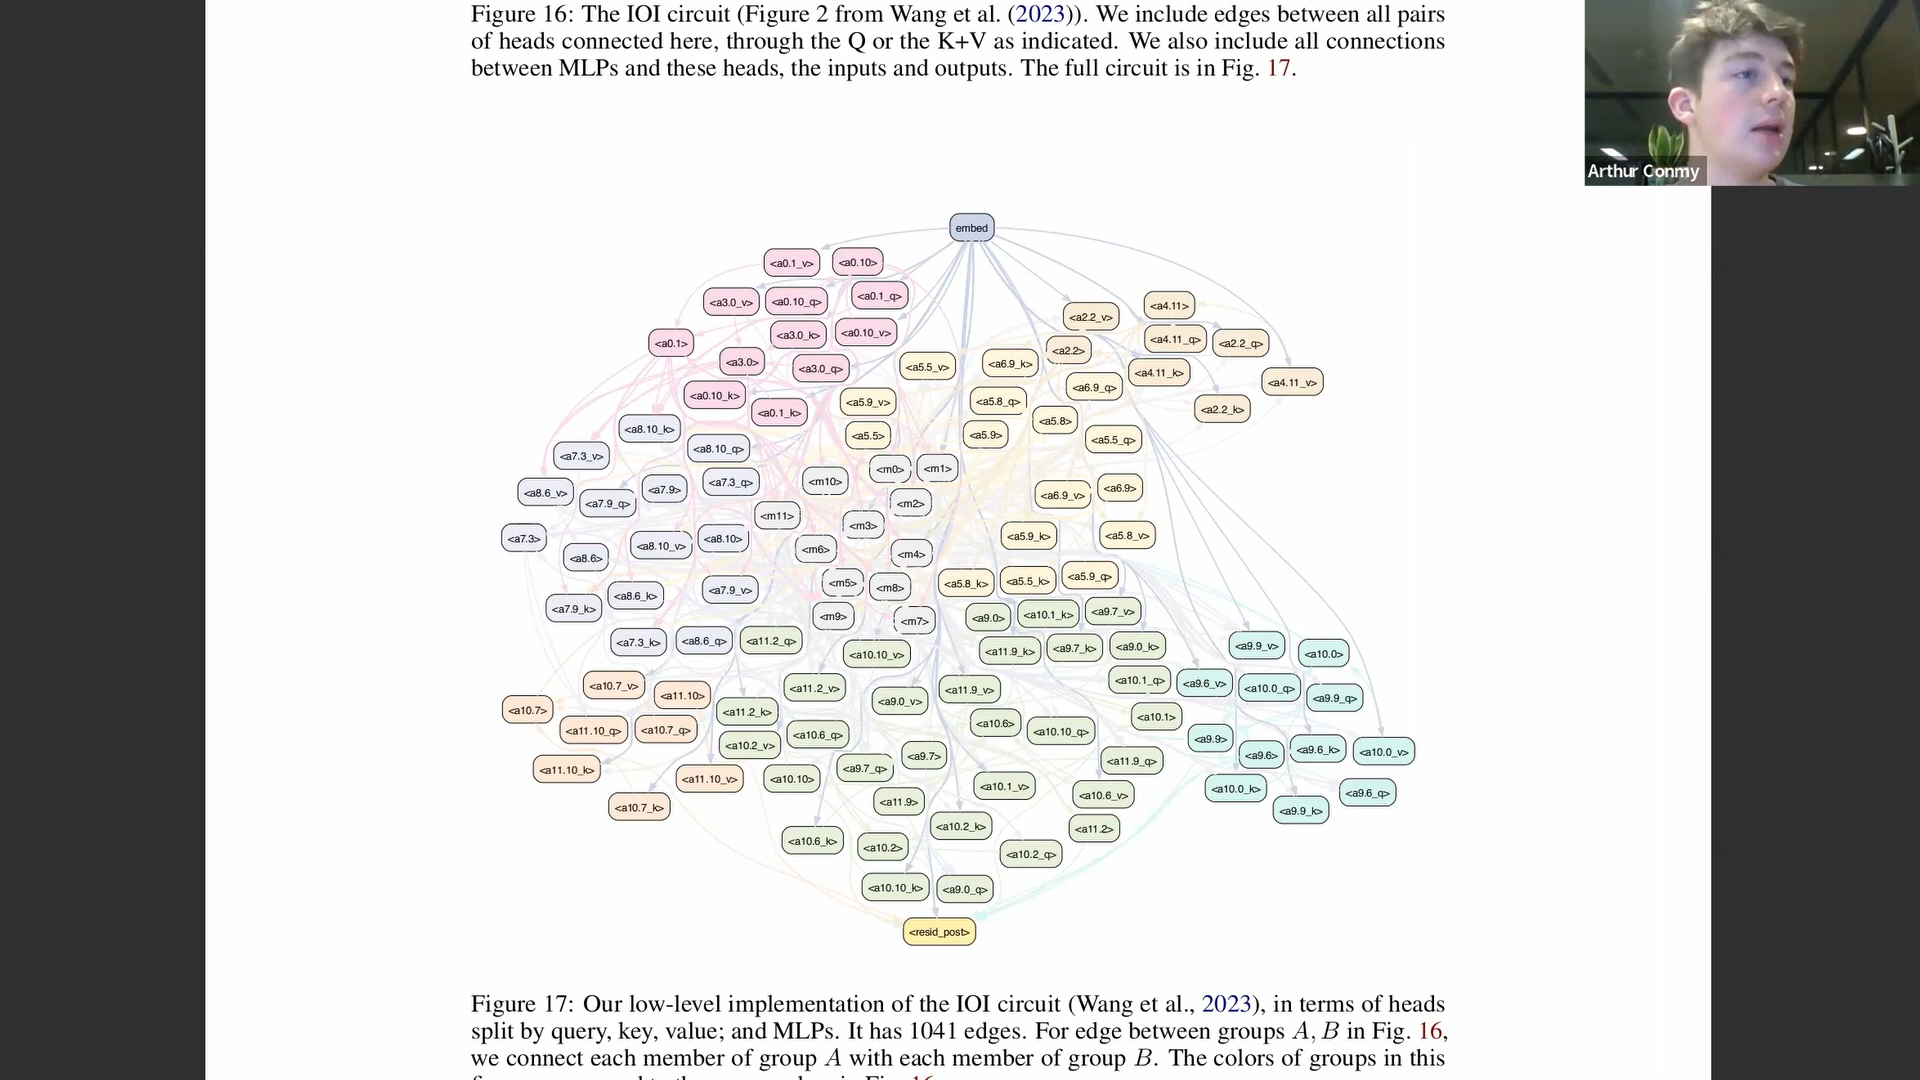 Figure 16: The IOI circuit (Figure 2 from Wang et al. (2023)). We include edges between all pairs
of heads connected here, through the Q or the K+V as indicated. We also include all connections
between MLPs and these heads, the inputs and outputs. The full circuit is in Fig. 17.
Arthur Conmy
embed
<a0.1_v> <a0.10>
<a3.0_v> <a0.10_q> <a0.1_q> <a2.2_v> <a4.11>
<a0.1> <a3.0_k> <a0.10_v> <a2.2> <a4.11_q> <a2.2_q>
<a3.0> <a3.0_q> <a5.5_v> <a6.9_k> <a4.11_k> <a4.11_v>
<a0.10_k> <a0.1_k> <a5.9_v> <a5.8_q> <a6.9_q> <a2.2_k>
<a8.10_k> <a5.5> <a5.9> <a5.8> <a5.5_q>
<a7.3_v> <a8.10_q> <m0> <m1>
<a8.6_v> <a7.9_q> <a7.9> <a7.3_q> <m10> <m2> <a6.9_v> <a6.9>
<a7.3> <a8.10_v> <a8.10> <m11> <m3> <a5.9_k> <a5.8_v>
<a8.6> <m6> <m4>
<a7.9_k> <a8.6_k> <a7.9_v> <m5> <m8> <a5.8_k> <a5.5_k> <a5.9_q>
<m9> <m7> <a9.0> <a10.1_k> <a9.7_v>
<a7.3_k> <a8.6_q> <a11.2_q> <a10.10_v> <a11.9_k> <a9.7_k> <a9.0_k> <a9.9_v> <a10.0>
<a10.7_v> <a11.10> <a11.2_v> <a9.0_v> <a11.9_v> <a10.1_q> <a9.6_v> <a10.0_q> <a9.9_q>
<a10.7> <a11.10_q> <a10.7_q> <a11.2_k> <a10.6_q> <a10.6> <a10.10_q> <a10.1>
<a11.10_k> <a11.10_v> <a10.2_v> <a10.10> <a9.7_q> <a9.7> <a11.9_q> <a9.9> <a9.6> <a9.6_k> <a10.0_v>
<a10.7_k> <a11.9> <a10.1_v> <a10.6_v> <a10.0_k> <a9.9_k> <a9.6_q>
<a10.6_k> <a10.2> <a10.2_k> <a10.2_q> <a11.2>
<a10.10_k> <a9.0_q>
<resid_post>
Figure 17: Our low-level implementation of the IOI circuit (Wang et al., 2023), in terms of heads
split by query, key, value; and MLPs. It has 1041 edges. For edge between groups A, B in Fig. 16,
we connect each member of group A with each member of group B. The colors of groups in this